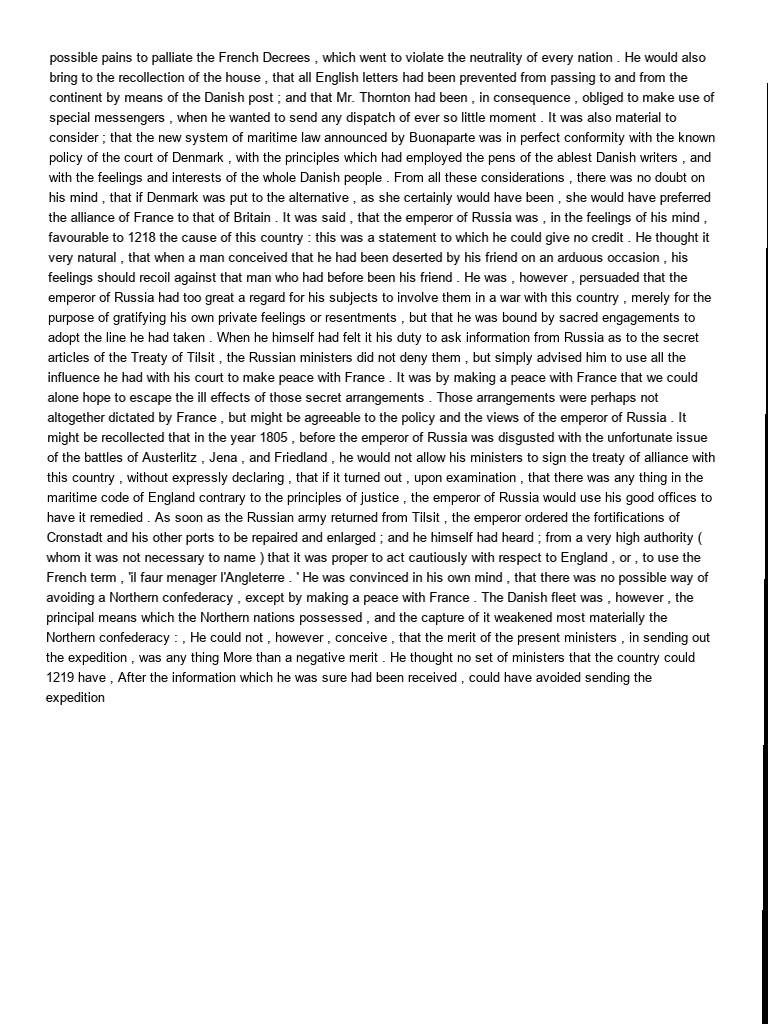 possible pains to palliate the French Decrees , which went to violate the neutrality of every nation . He would also
bring to the recollection of the house , that all English letters had been prevented from passing to and from the
continent by means of the Danish post ; and that Mr. Thornton had been , in consequence , obliged to make use of
special messengers , when he wanted to send any dispatch of ever so little moment . It was also material to
consider ; that the new system of maritime law announced by Buonaparte was in perfect conformity with the known
policy of the court of Denmark , with the principles which had employed the pens of the ablest Danish writers , and
with the feelings and interests of the whole Danish people . From all these considerations , there was no doubt on
his mind , that if Denmark was put to the alternative , as she certainly would have been , she would have preferred
the alliance of France to that of Britain . It was said , that the emperor of Russia was , in the feelings of his mind ,
favourable to 1218 the cause of this country : this was a statement to which he could give no credit . He thought it
very natural , that when a man conceived that he had been deserted by his friend on an arduous occasion , his
feelings should recoil against that man who had before been his friend . He was , however , persuaded that the
emperor of Russia had too great a regard for his subjects to involve them in a war with this country , merely for the
purpose of gratifying his own private feelings or resentments , but that he was bound by sacred engagements to
adopt the line he had taken . When he himself had felt it his duty to ask information from Russia as to the secret
articles of the Treaty of Tilsit , the Russian ministers did not deny them , but simply advised him to use all the
influence he had with his court to make peace with France . It was by making a peace with France that we could
alone hope to escape the ill effects of those secret arrangements . Those arrangements were perhaps not
altogether dictated by France , but might be agreeable to the policy and the views of the emperor of Russia . It
might be recollected that in the year 1805 , before the emperor of Russia was disgusted with the unfortunate issue
of the battles of Austerlitz , Jena , and Friedland , he would not allow his ministers to sign the treaty of alliance with
this country , without expressly declaring , that if it turned out , upon examination , that there was any thing in the
maritime code of England contrary to the principles of justice , the emperor of Russia would use his good offices to
have it remedied . As soon as the Russian army returned from Tilsit , the emperor ordered the fortifications of
Cronstadt and his other ports to be repaired and enlarged ; and he himself had heard ; from a very high authority (
whom it was not necessary to name ) that it was proper to act cautiously with respect to England , or , to use the
French term , 'il faur menager l'Angleterre . ' He was convinced in his own mind , that there was no possible way of
avoiding a Northern confederacy , except by making a peace with France . The Danish fleet was , however , the
principal means which the Northern nations possessed , and the capture of it weakened most materially the
Northern confederacy : , He could not , however , conceive , that the merit of the present ministers , in sending out
the expedition , was any thing More than a negative merit . He thought no set of ministers that the country could
1219 have , After the information which he was sure had been received , could have avoided sending the
expedition